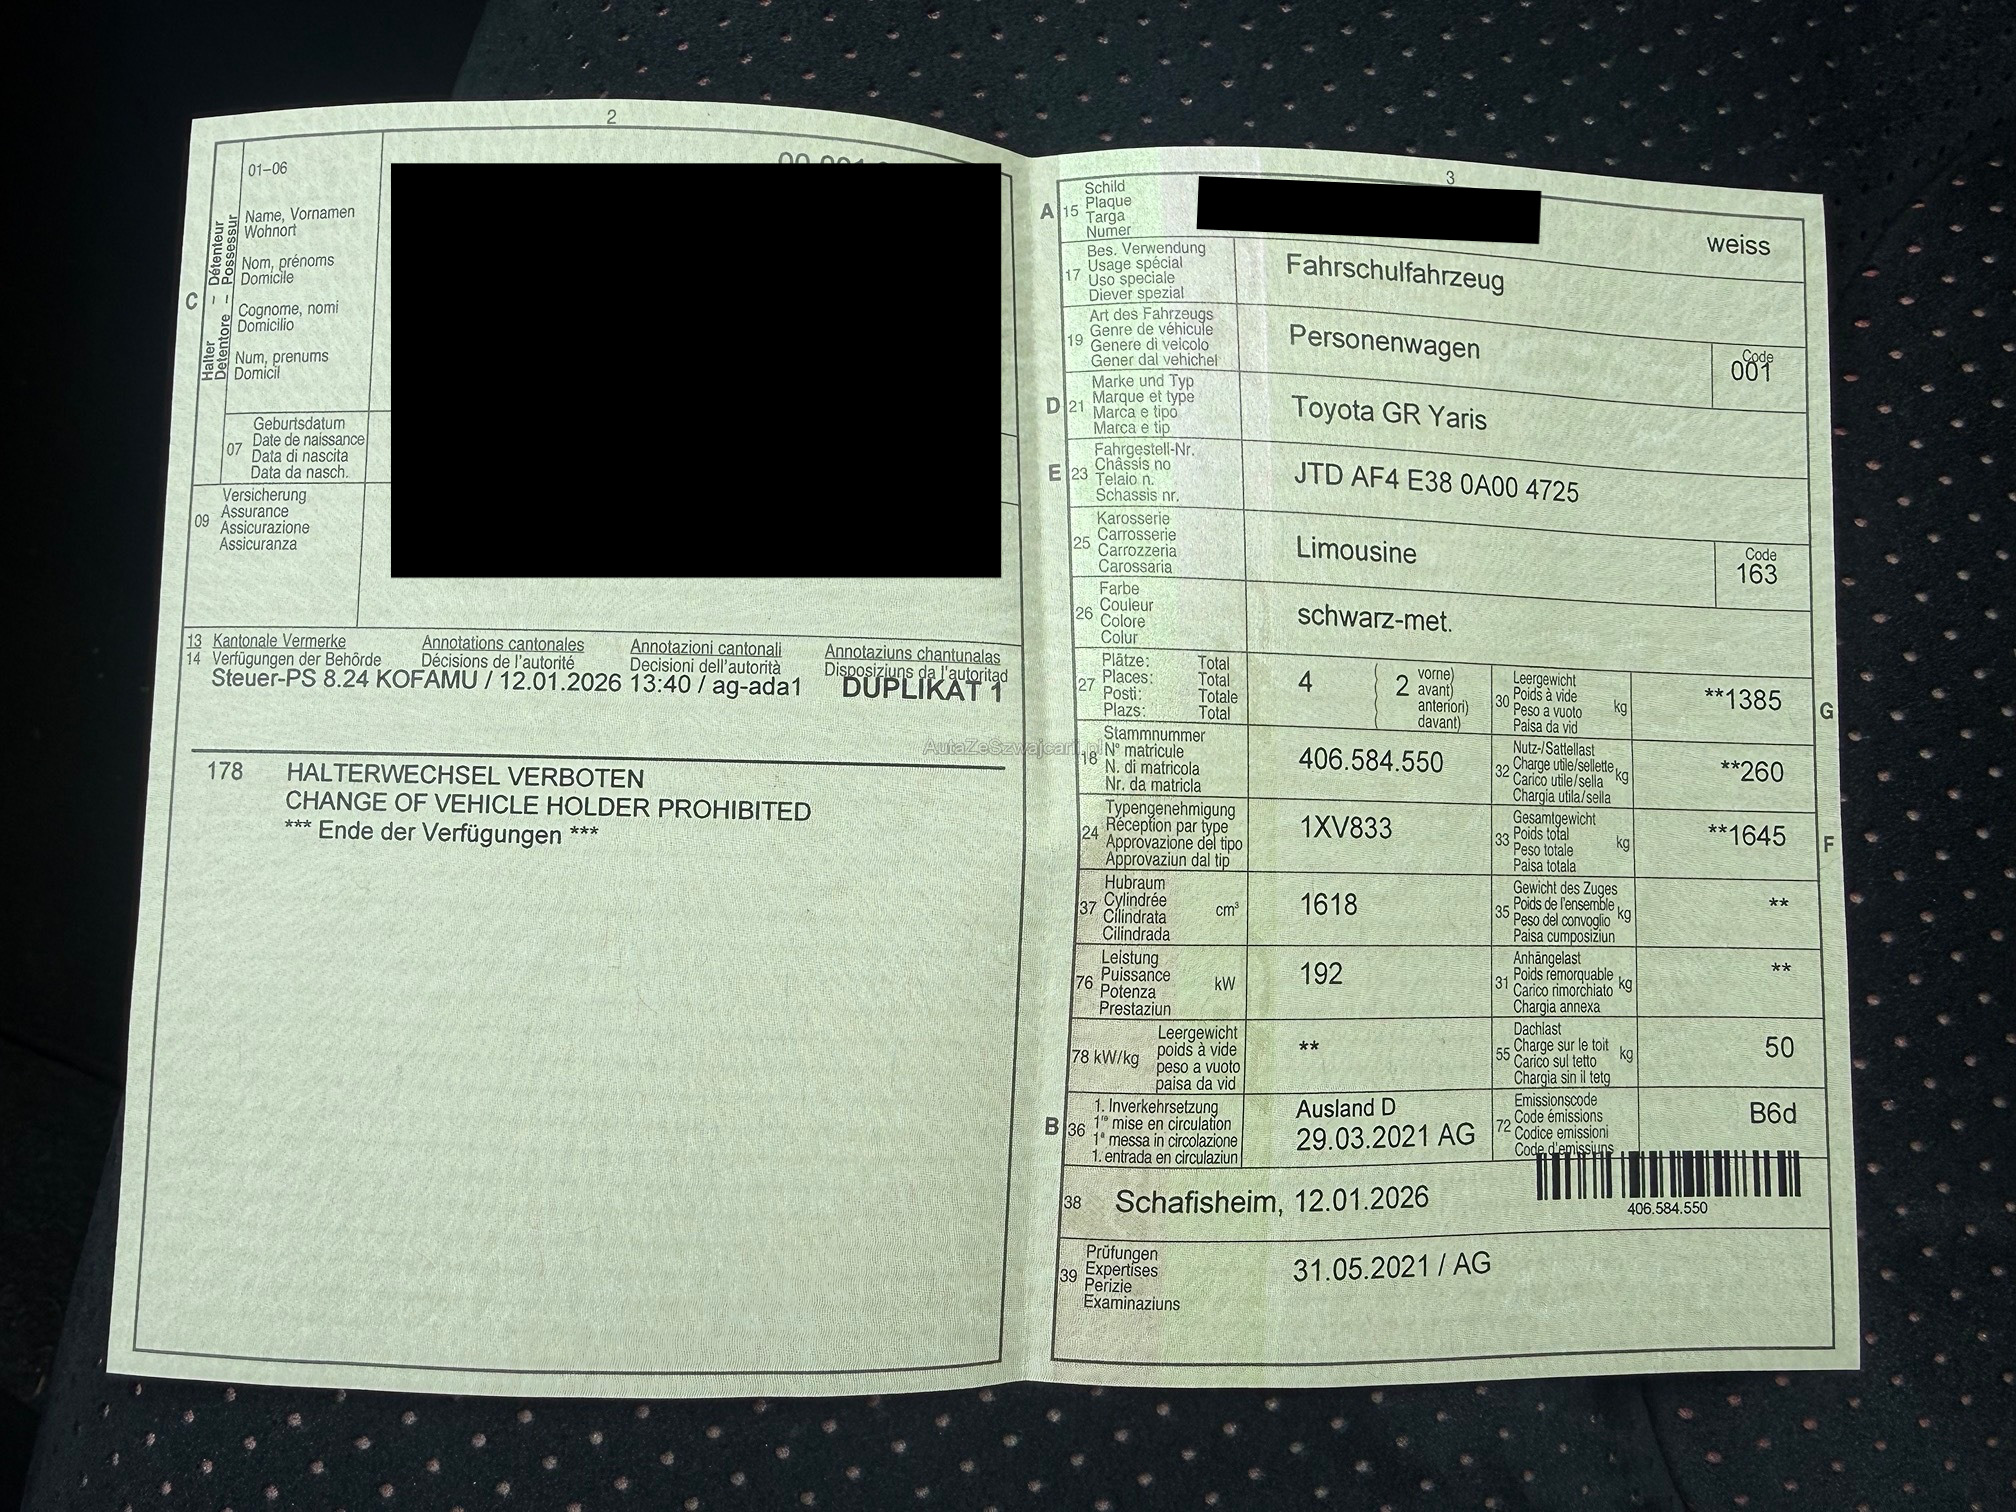 2
01–06
Name, Vornamen
Wohnort
Nom, prénoms
Domicile
Cognome, nomi
Domicilio
Num, prenums
Domicil
C
Halter – Détenteur
Detentore – Possessur
07
Geburtsdatum
Date de naissance
Data di nascita
Data da nasch.
09
Versicherung
Assurance
Assicurazione
Assicuranza
13 Kantonale Vermerke Annotations cantonales Annotazioni cantonali Annotaziuns chantunalas
14 Verfügungen der Behörde Décisions de l'autorité Decisioni dell'autorità Disposiziuns da l'autoritad
Steuer-PS 8.24 KOFAMU / 12.01.2026 13:40 / ag-ada1 DUPLIKAT 1
178 HALTERWECHSEL VERBOTEN
CHANGE OF VEHICLE HOLDER PROHIBITED
*** Ende der Verfügungen ***
AutaZeSzwajcarii.pl
3
A 15
Schild
Plaque
Targa
Numer
weiss
17
Bes. Verwendung
Usage spécial
Uso speciale
Diever spezial
Fahrschulfahrzeug
19
Art des Fahrzeugs
Genre de véhicule
Genere di veicolo
Gener dal vehichel
Personenwagen
Code
001
D 21
Marke und Typ
Marque et type
Marca e tipo
Marca e tip
Toyota GR Yaris
E 23
Fahrgestell-Nr.
Châssis no
Telaio n.
Schassis nr.
JTD AF4 E38 0A00 4725
25
Karosserie
Carrosserie
Carrozzeria
Carossaria
Limousine
Code
163
26
Farbe
Couleur
Colore
Colur
schwarz-met.
27
Plätze: Total
Places: Total
Posti: Totale
Plazs: Total
4
2
vorne)
avant)
anteriori)
davant)
30
Leergewicht
Poids à vide
Peso a vuoto
Paisa da vid
kg
**1385
G
18
Stammnummer
N° matricule
N. di matricola
Nr. da matricla
406.584.550
32
Nutz-/Sattellast
Charge utile/sellette
Carico utile/sella
Chargia utila/sella
kg
**260
24
Typengenehmigung
Réception par type
Approvazione del tipo
Approvaziun dal tip
1XV833
33
Gesamtgewicht
Poids total
Peso totale
Paisa totala
kg
**1645
F
37
Hubraum
Cylindrée
Cilindrata
Cilindrada
cm³
1618
35
Gewicht des Zuges
Poids de l'ensemble
Peso del convoglio
Paisa cumposiziun
kg
**
76
Leistung
Puissance
Potenza
Prestaziun
kW
192
31
Anhängelast
Poids remorquable
Carico rimorchiato
Chargia annexa
kg
**
78 kW/kg
Leergewicht
poids à vide
peso a vuoto
paisa da vid
**
55
Dachlast
Charge sur le toit
Carico sul tetto
Chargia sin il tetg
kg
50
B 36
1. Inverkehrsetzung
1re mise en circulation
1a messa in circolazione
1. entrada en circulaziun
Ausland D
29.03.2021 AG
72
Emissionscode
Code émissions
Codice emissioni
Code d'emissiuns
B6d
38
Schafisheim, 12.01.2026
406.584.550
39
Prüfungen
Expertises
Perizie
Examinaziuns
31.05.2021 / AG